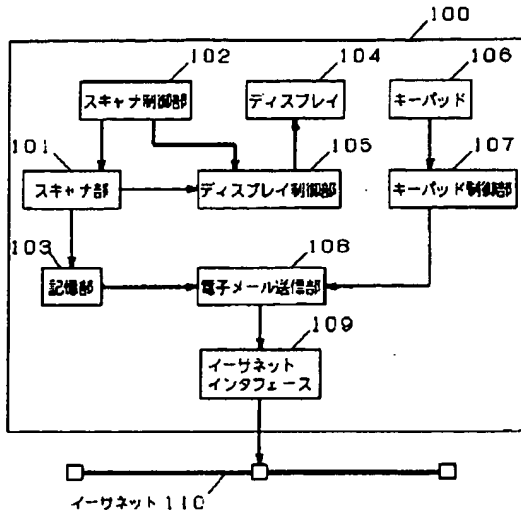 100
102
104
106
スキャナ制御部
ディスプレイ
キーパッド
101
105
107
スキャナ部
ディスプレイ制御部
キーパッド制御部
103
108
記憶部
電子メール送信部
109
イーサネット
インタフェース
イーサネット 110